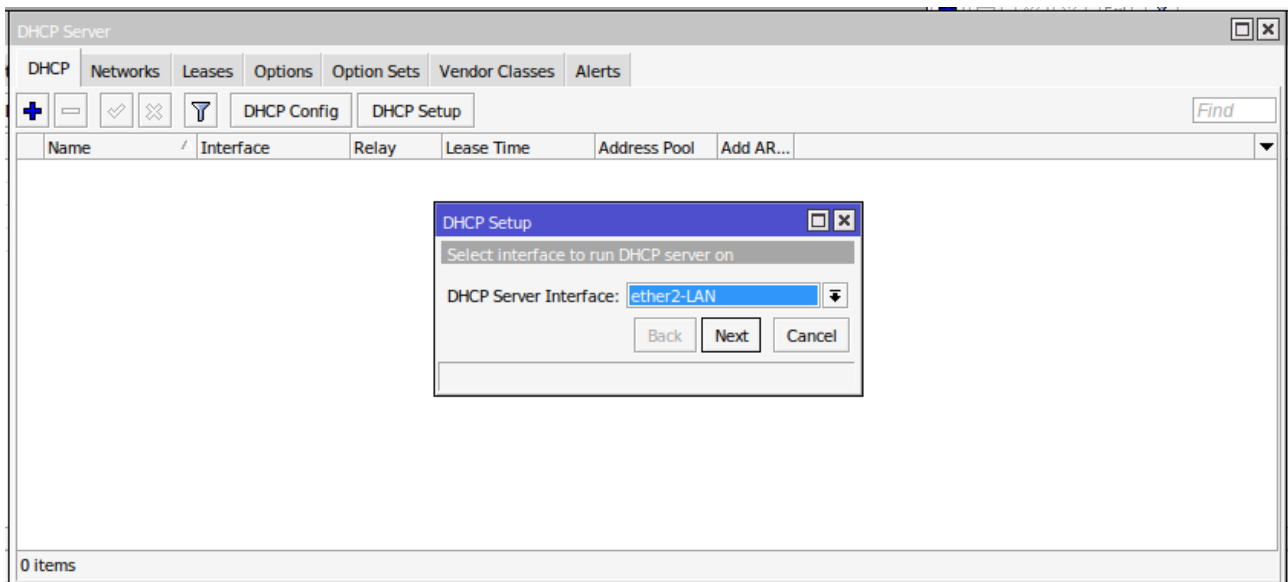 DHCP Server
DHCP Networks Leases Options Option Sets Vendor Classes Alerts
DHCP Config DHCP Setup Find
Name Interface Relay Lease Time Address Pool Add AR...
DHCP Setup
Select interface to run DHCP server on
DHCP Server Interface: ether2-LAN
Back Next Cancel
0 items